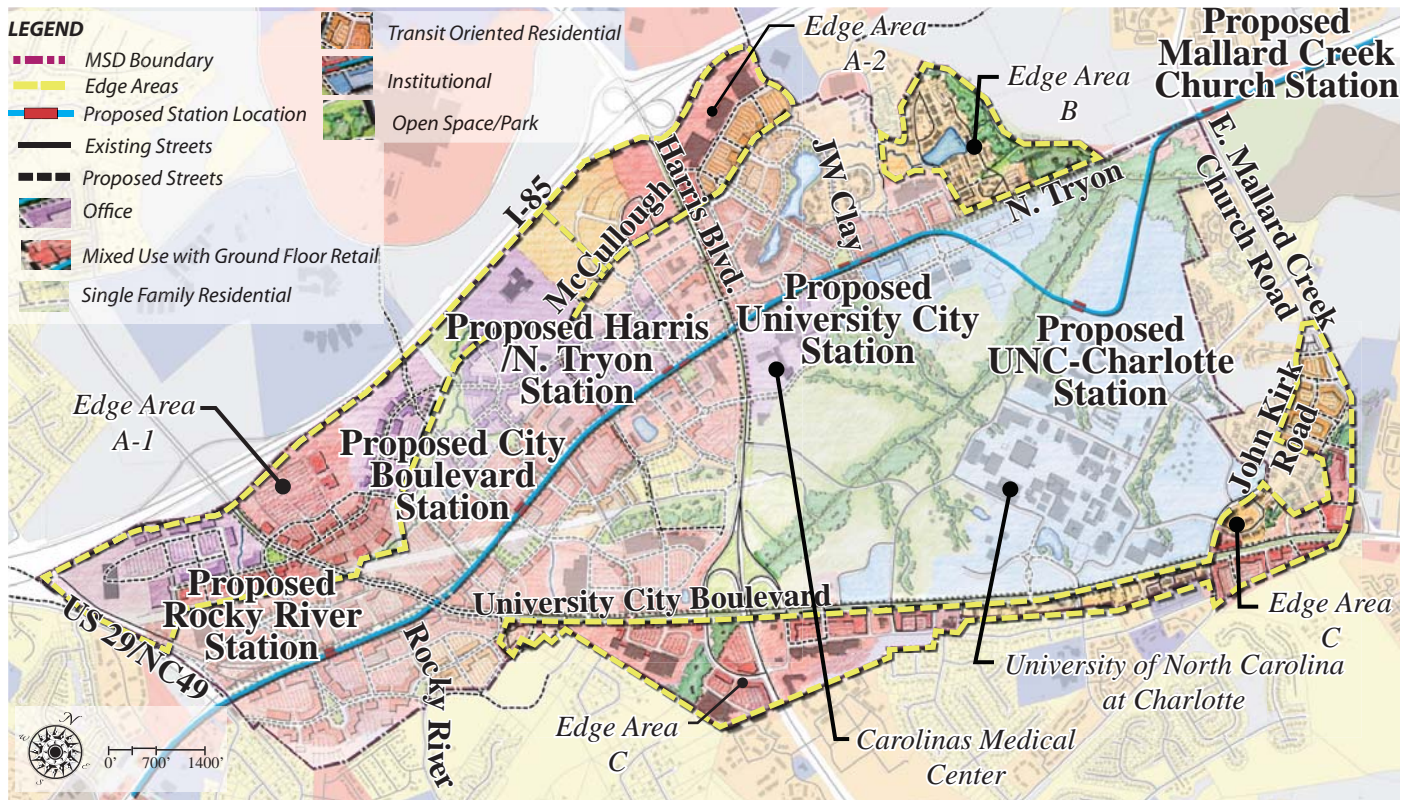 LEGEND
MSD Boundary
Edge Areas
Proposed Station Location
Existing Streets
Proposed Streets
Office
Mixed Use with Ground Floor Retail
Single Family Residential
Transit Oriented Residential
Institutional
Open Space/Park
Edge Area
A-2
Edge Area
B
Proposed
Mallard Creek
Church Station
E. Mallard Creek
Church Road
I-85
McCullough
Harris Blvd.
JW Clay
N. Tryon
Proposed Harris
/N. Tryon
Station
Proposed
University City
Station
Proposed
UNC-Charlotte
Station
Edge Area
A-1
Proposed City
Boulevard
Station
John Kirk
Road
Proposed
Rocky River
Station
US 29/NC49
Rocky River
University City Boulevard
Edge Area
C
University of North Carolina
at Charlotte
Edge Area
C
Carolinas Medical
Center
N
W
E
S
0' 700' 1400'